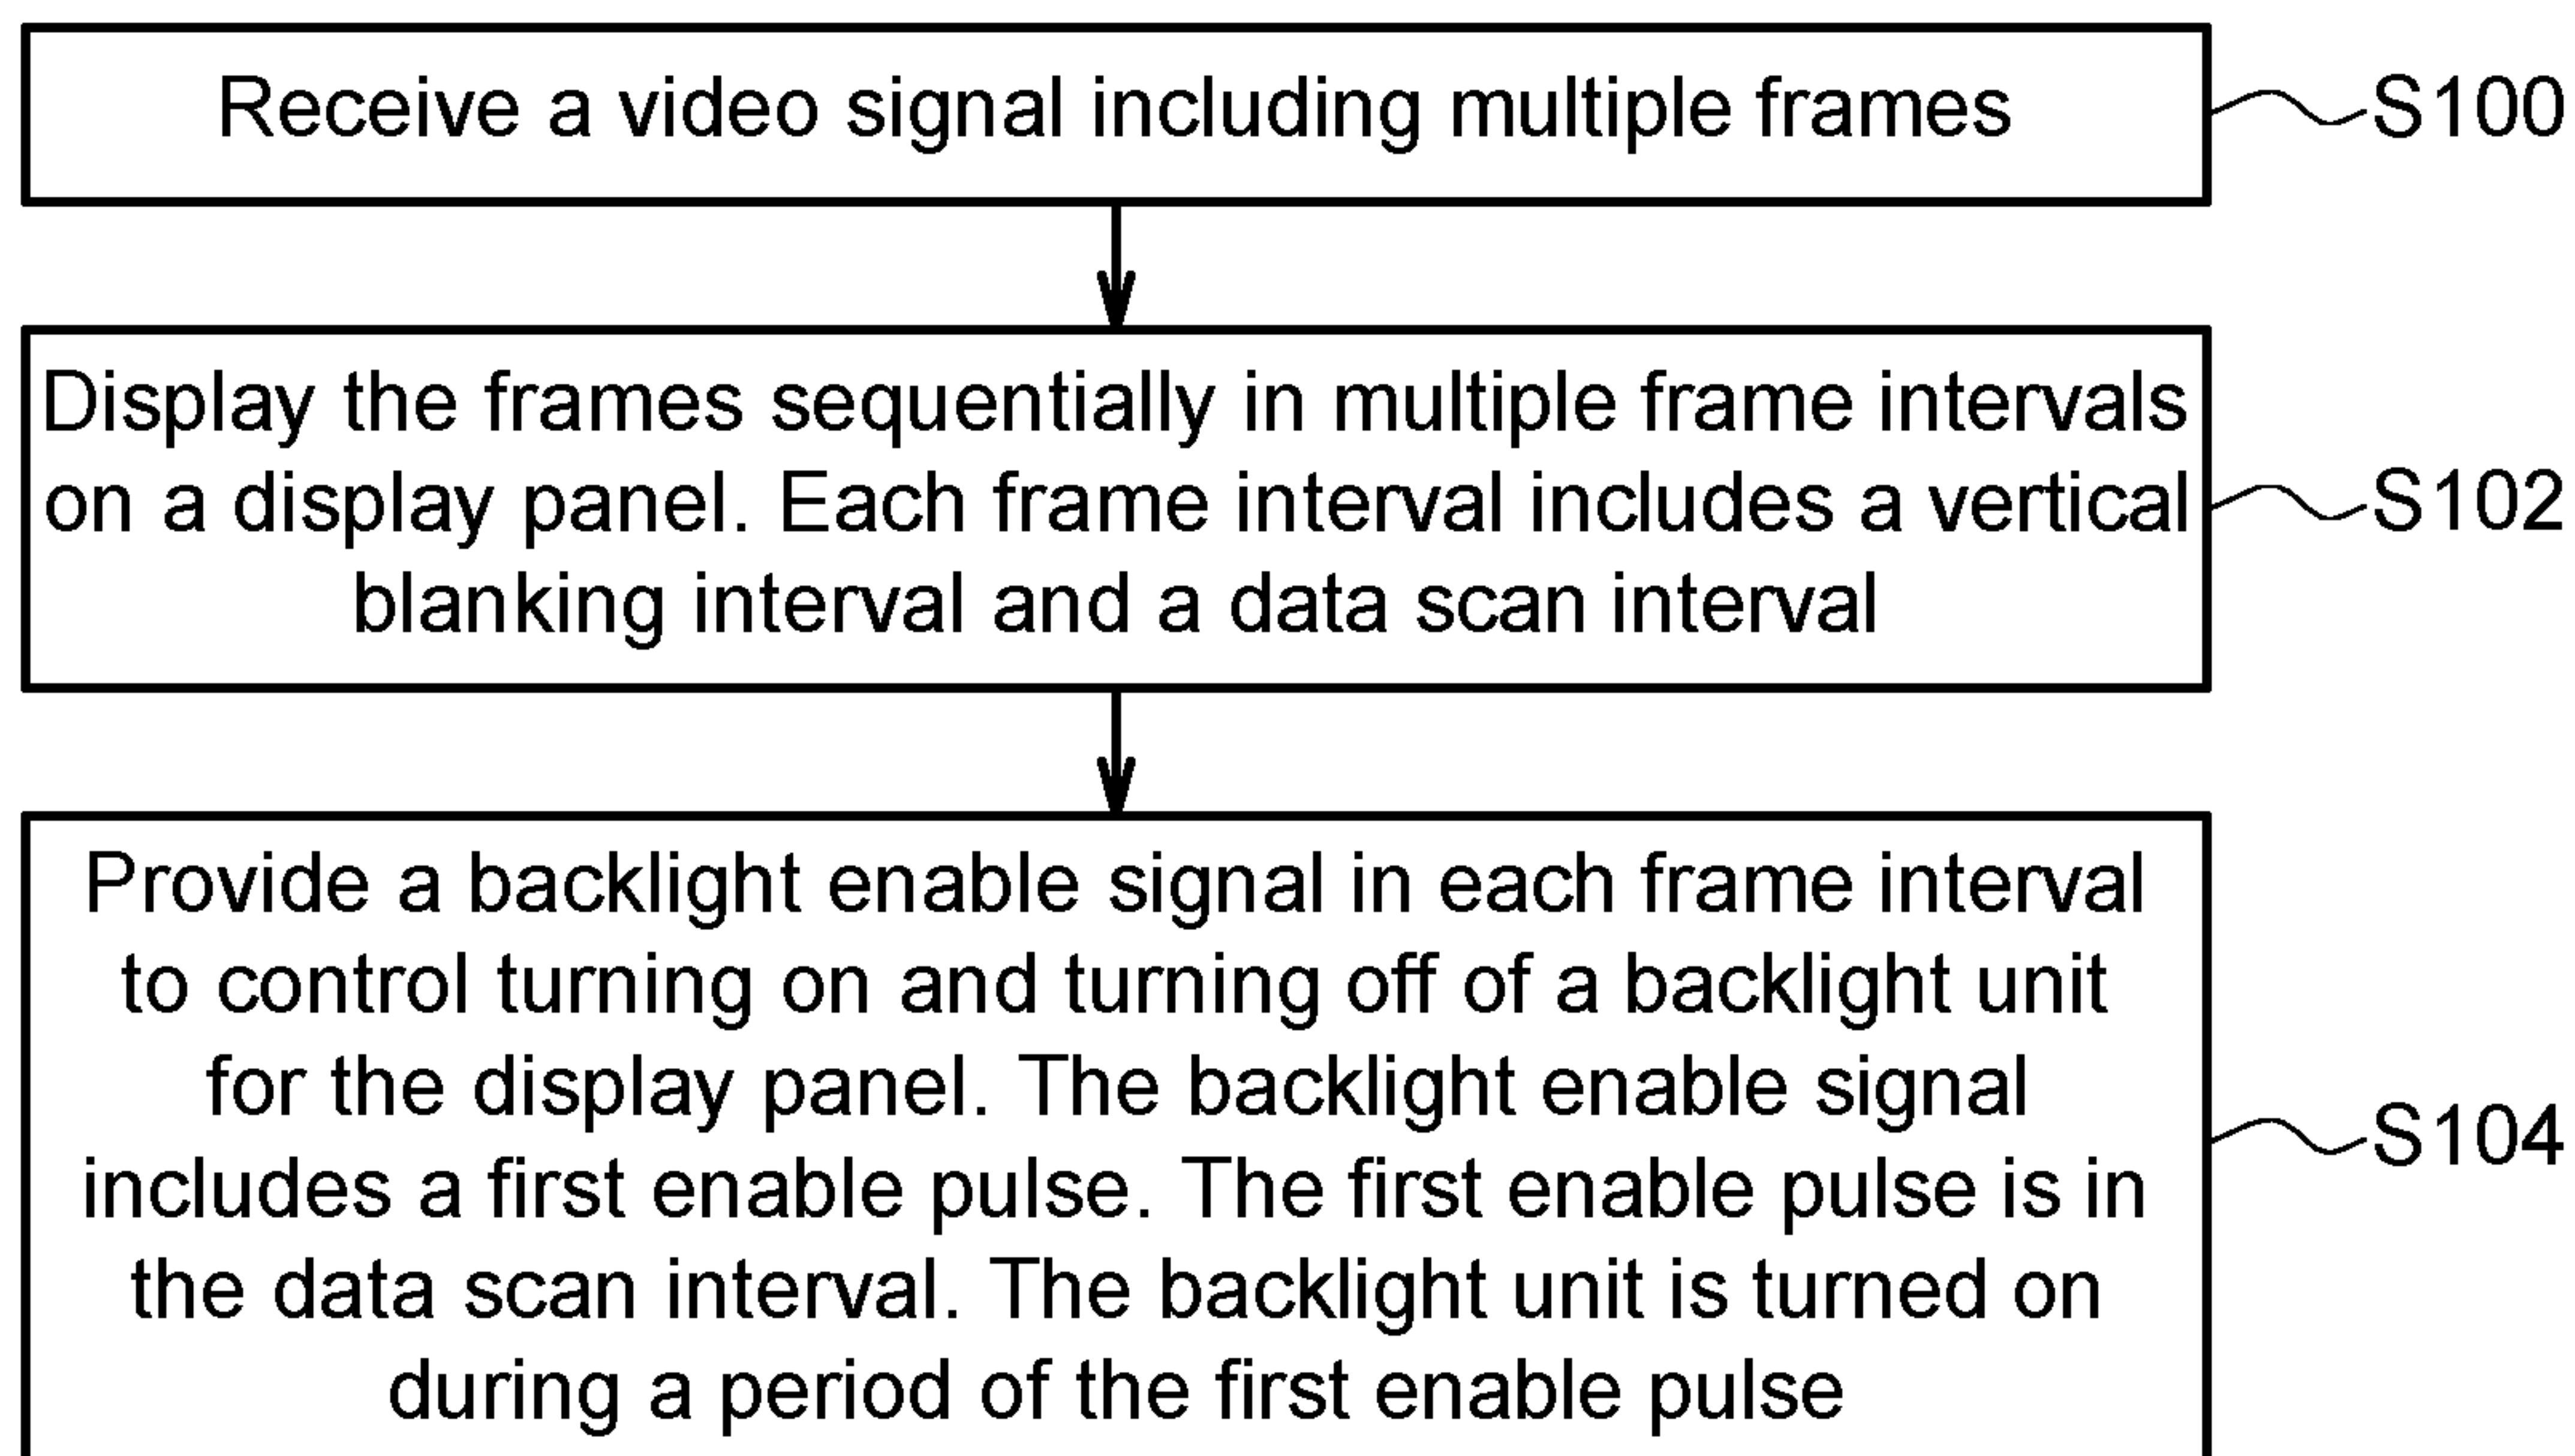 Receive a video signal including multiple frames
S100
Display the frames sequentially in multiple frame intervals
on a display panel. Each frame interval includes a vertical
blanking interval and a data scan interval
S102
Provide a backlight enable signal in each frame interval
to control turning on and turning off of a backlight unit
for the display panel. The backlight enable signal
includes a first enable pulse. The first enable pulse is in
the data scan interval. The backlight unit is turned on
during a period of the first enable pulse
S104